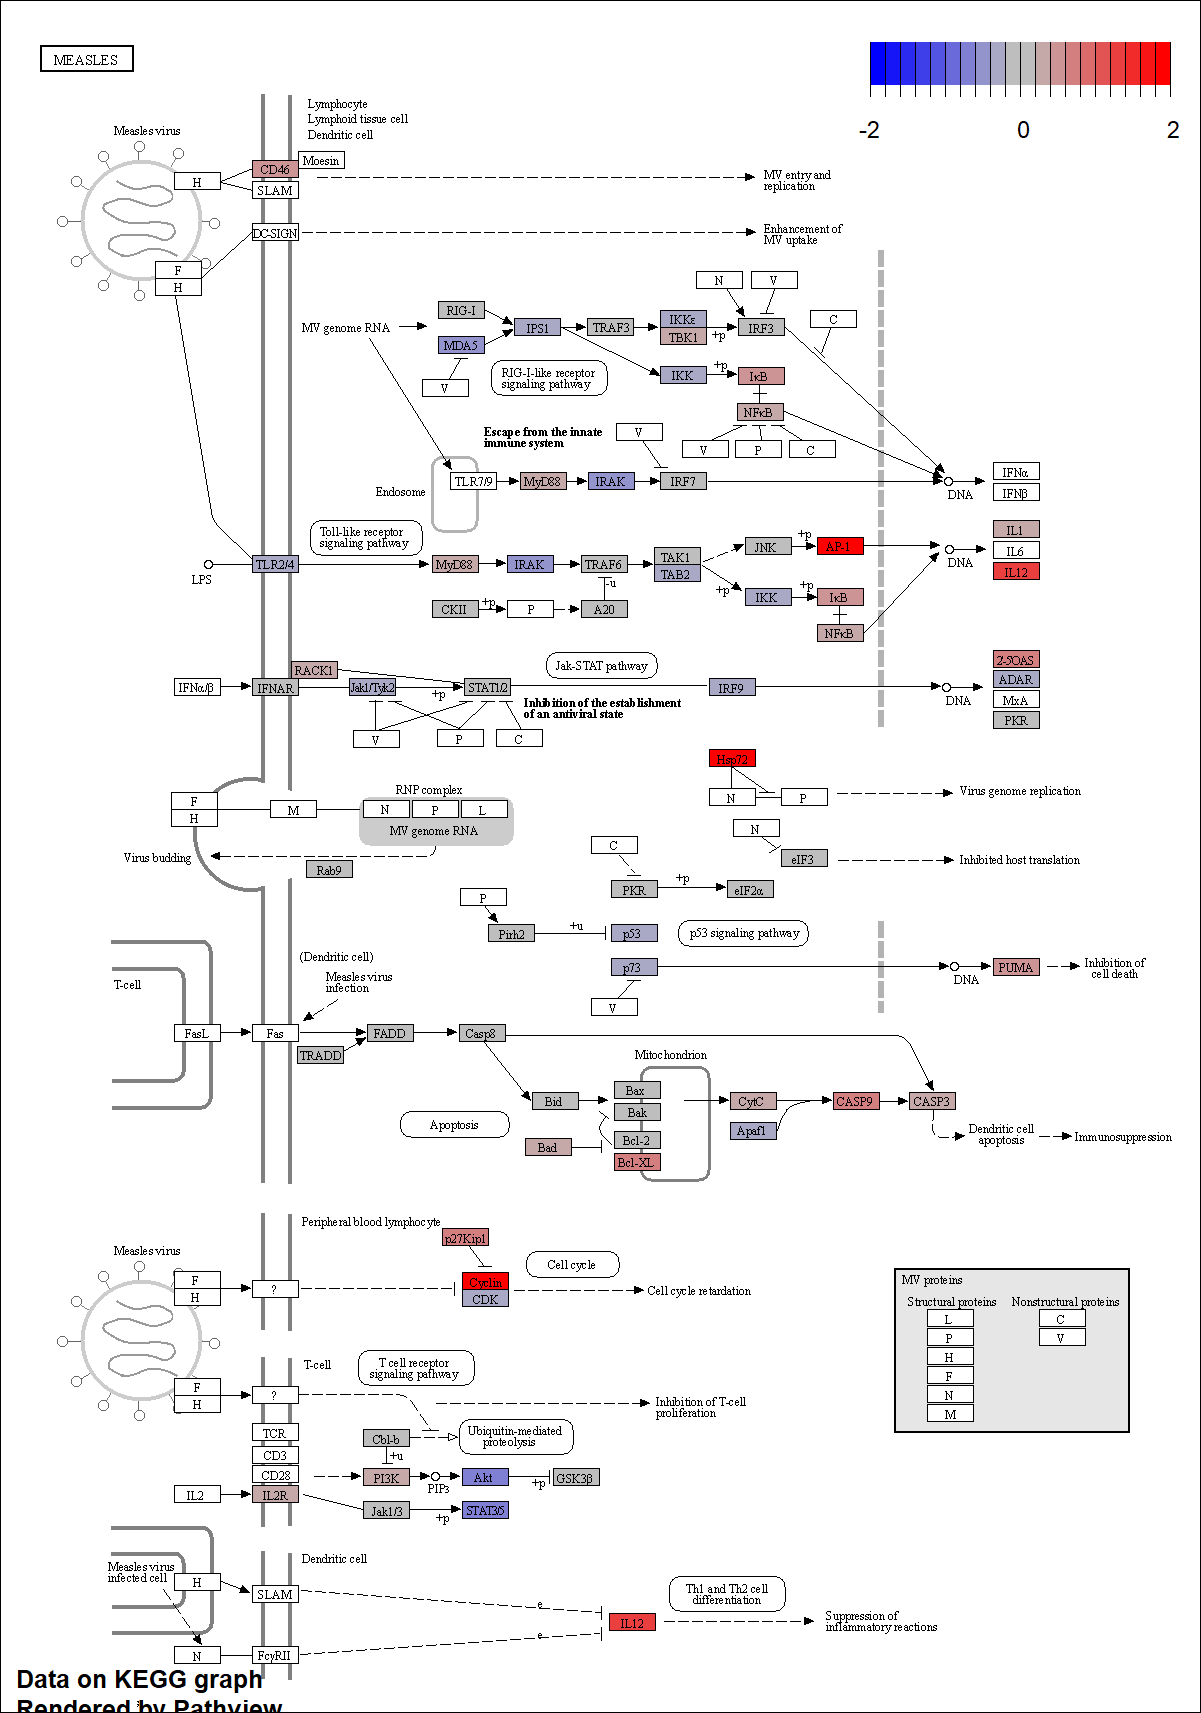 MEASLES
-2
0
2
Lymphocyte
Lymphoid tissue cell
Dendritic cell
Measles virus
H
CD46
Moesin
SLAM
MV entry and
replication
DC-SIGN
Enhancement of
MV uptake
F
H
N
V
C
MV genome RNA
RIG-I
MDA5
V
IPS1
TRAF3
IKKε
TBK1
+p
IRF3
RIG-I-like receptor
signaling pathway
IKK
+p
IκB
NFκB
V
P
C
Escape from the innate
immune system
V
Endosome
TLR7/9
MyD88
IRAK
IRF7
DNA
IFNα
IFNβ
Toll-like receptor
signaling pathway
LPS
TLR2/4
MyD88
IRAK
TRAF6
TAK1
TAB2
JNK
+p
AP-1
DNA
IL1
IL6
IL12
-u
CKII
+p
P
A20
+p
IKK
+p
IκB
NFκB
Jak-STAT pathway
RACK1
IFNα/β
IFNAR
Jak1/Tyk2
+p
STAT1/2
IRF9
DNA
2-5OAS
ADAR
MxA
PKR
Inhibition of the establishment
of an antiviral state
V
P
C
Hsp72
N
P
Virus genome replication
RNP complex
F
H
M
N
P
L
MV genome RNA
N
eIF3
Inhibited host translation
Virus budding
Rab9
C
PKR
+p
eIF2α
P
Pirh2
+u
p53
p53 signaling pathway
p73
V
DNA
PUMA
Inhibition of
cell death
T-cell
(Dendritic cell)
Measles virus
infection
FasL
Fas
FADD
TRADD
Casp8
Mitochondrion
Bid
Bax
Bak
Bcl-2
Bcl-XL
Bad
Apoptosis
CytC
Apaf1
CASP9
CASP3
Dendritic cell
apoptosis
Immunosuppression
Peripheral blood lymphocyte
p27Kip1
Measles virus
F
H
?
Cyclin
CDK
Cell cycle
Cell cycle retardation
MV proteins
Structural proteins
Nonstructural proteins
L
P
H
F
N
M
C
V
T-cell
T cell receptor
signaling pathway
F
H
?
Inhibition of T-cell
proliferation
TCR
CD3
CD28
IL2
IL2R
Cbl-b
+u
Ubiquitin-mediated
proteolysis
PI3K
PIP3
Akt
+p
GSK3β
Jak1/3
+p
STAT3/5
Dendritic cell
Measles virus
infected cell
H
SLAM
e
IL12
Th1 and Th2 cell
differentiation
Suppression of
inflammatory reactions
N
FcγRII
e
Data on KEGG graph
Rendered by Pathview